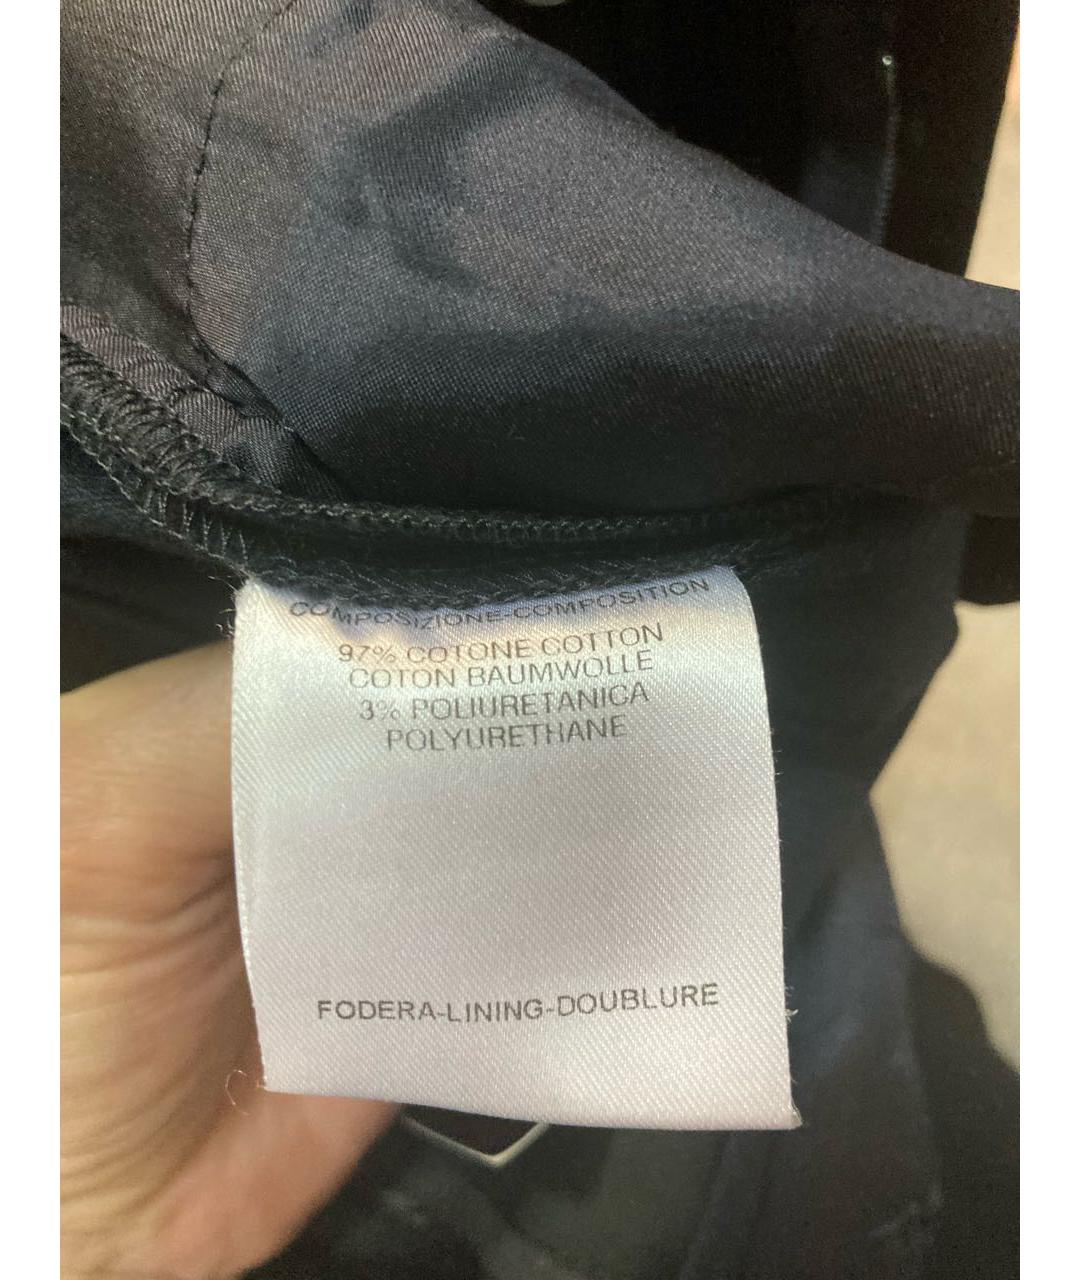 COMPOSIZIONE-COMPOSITION
97% COTONE COTTON
COTON BAUMWOLLE
3% POLIURETANICA
POLYURETHANE
FODERA-LINING-DOUBLURE